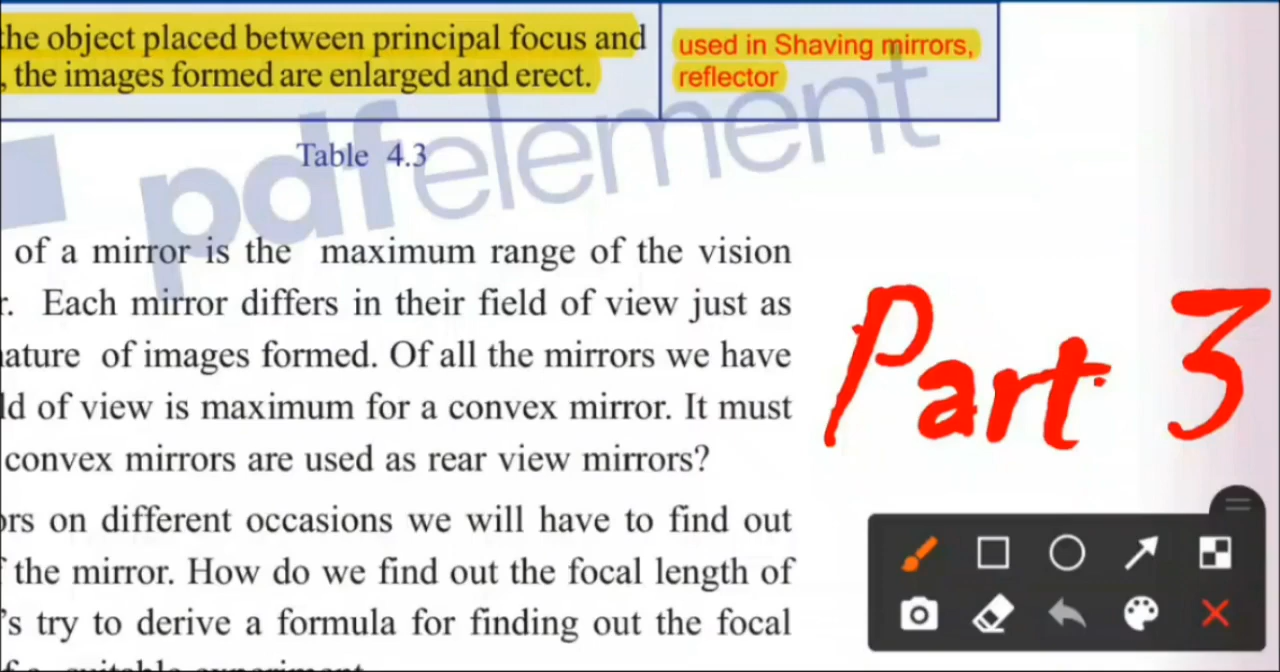 the object placed between principal focus and
, the images formed are enlarged and erect.
used in Shaving mirrors,
reflector
pdfelement
Table 4.3
of a mirror is the maximum range of the vision
r. Each mirror differs in their field of view just as
ature of images formed. Of all the mirrors we have
ld of view is maximum for a convex mirror. It must
convex mirrors are used as rear view mirrors?
Part 3
ors on different occasions we will have to find out
the mirror. How do we find out the focal length of
's try to derive a formula for finding out the focal
suitable experiment